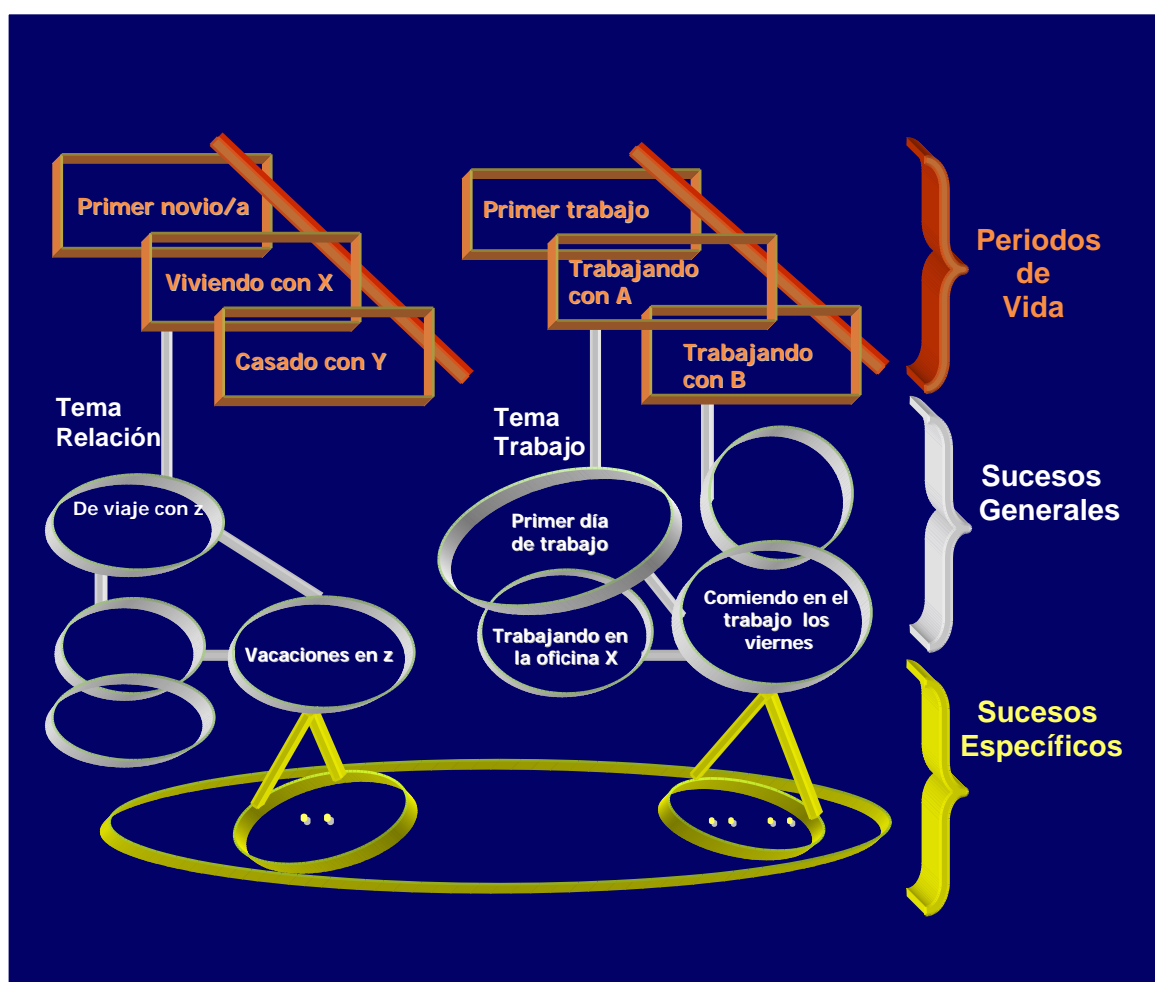 Primer novio/a
Viviendo con X
Casado con Y
Primer trabajo
Trabajando
con A
Trabajando
con B
Periodos
de
Vida
Tema
Relación
Tema
Trabajo
De viaje con z
Vacaciones en z
Primer día
de trabajo
Trabajando en
la oficina X
Comiendo en el
trabajo los
viernes
Sucesos
Generales
Sucesos
Específicos